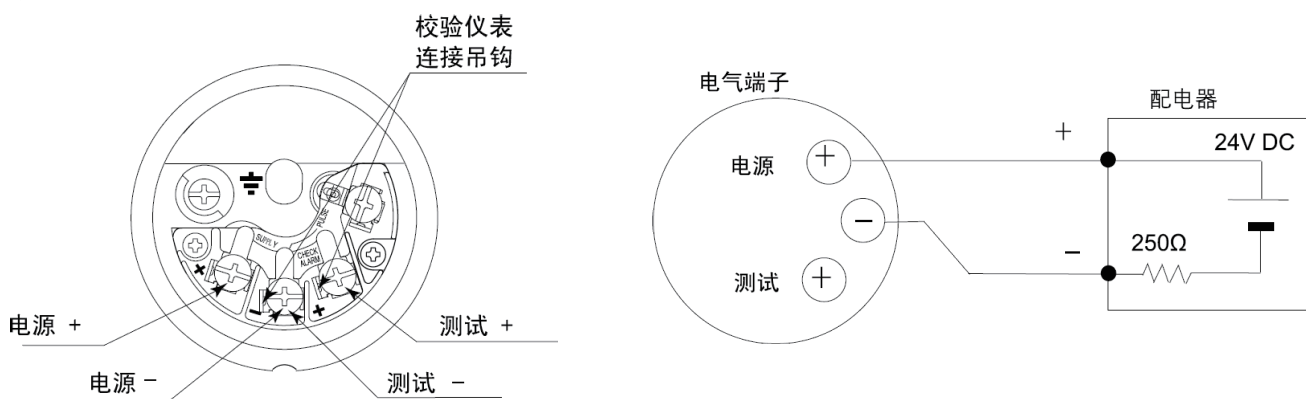 校验仪表
连接吊钩
SUPPLY
CHECK
ALARM
PULSE
+
−
+
电源 +
电源 −
测试 +
测试 −
电气端子
电源
+
−
测试
+
+
−
配电器
24V DC
250Ω